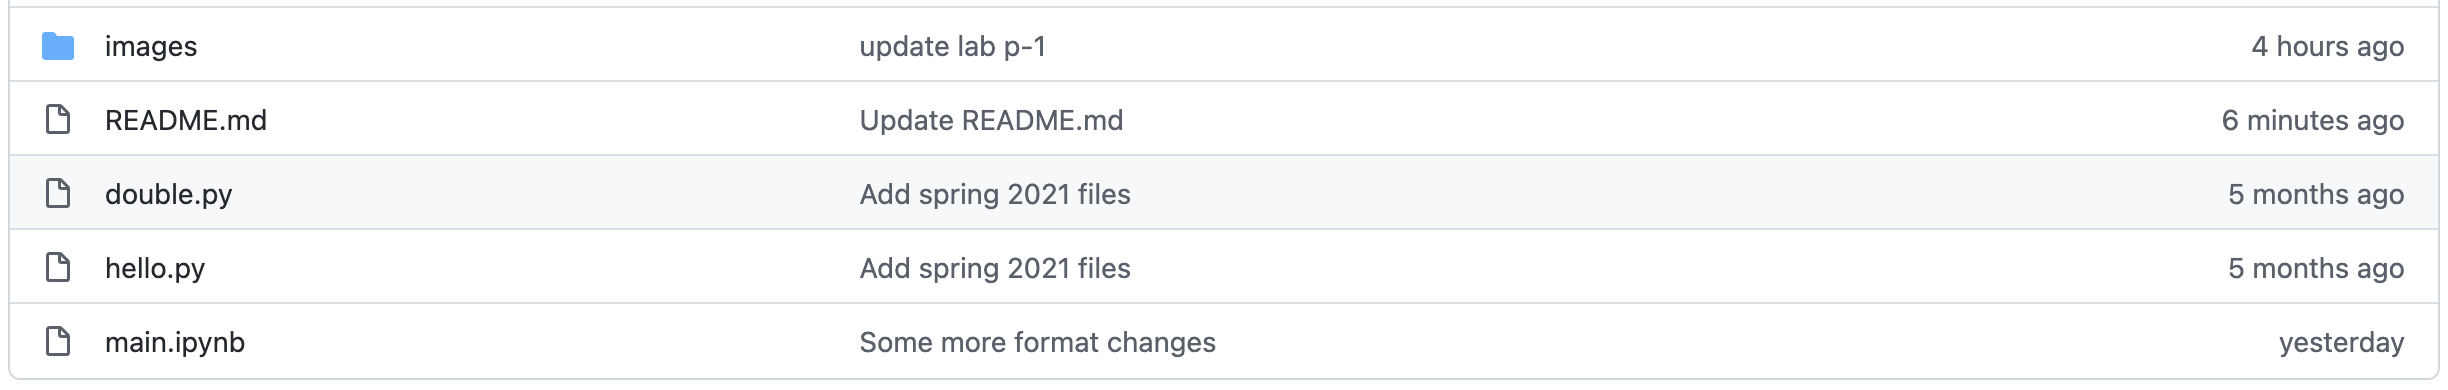 images update lab p-1 4 hours ago
README.md Update README.md 6 minutes ago
double.py Add spring 2021 files 5 months ago
hello.py Add spring 2021 files 5 months ago
main.ipynb Some more format changes yesterday